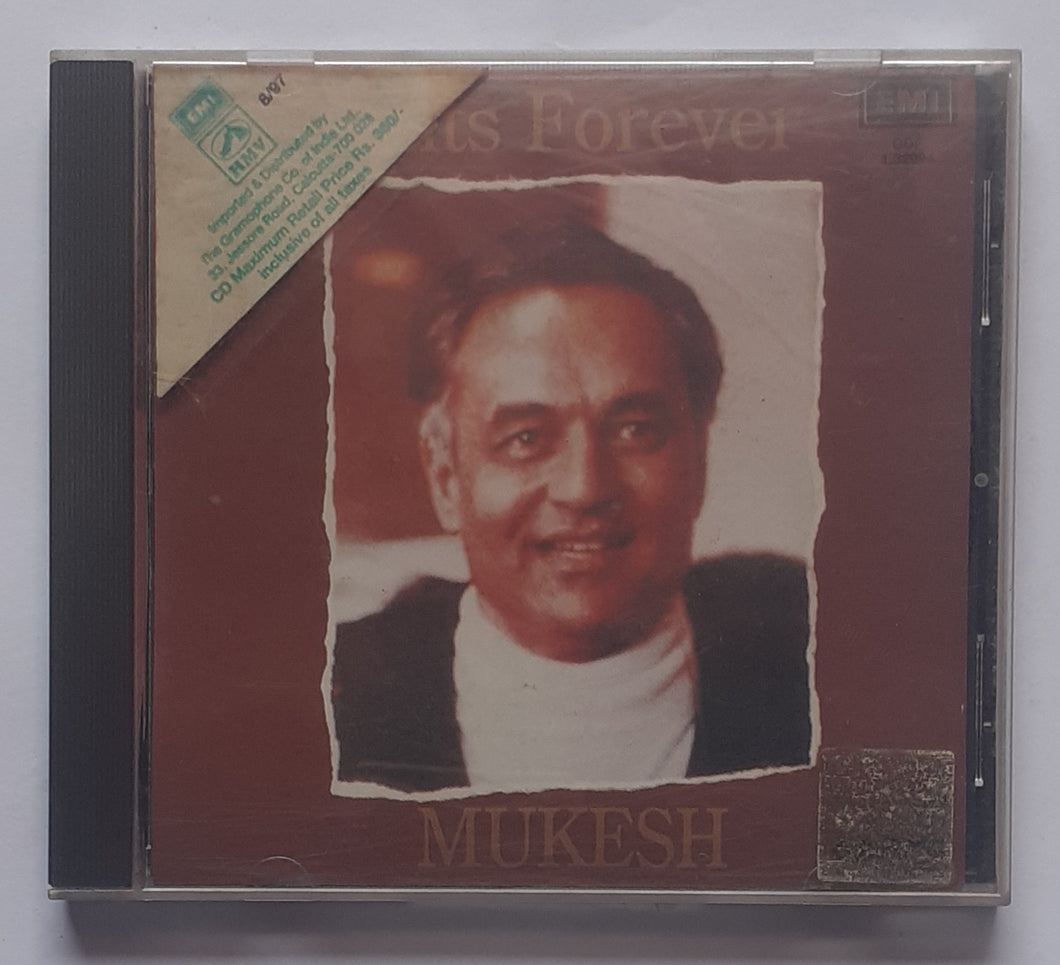 EMI
HMV
8/97
Imported & Distributed by
The Gramophone Co. of India Ltd.
33, Jessore Road, Calcutta-700 028
CD Maximum Retail Price Rs. 360/-
inclusive of all taxes
its Forever
EMI
MUKESH